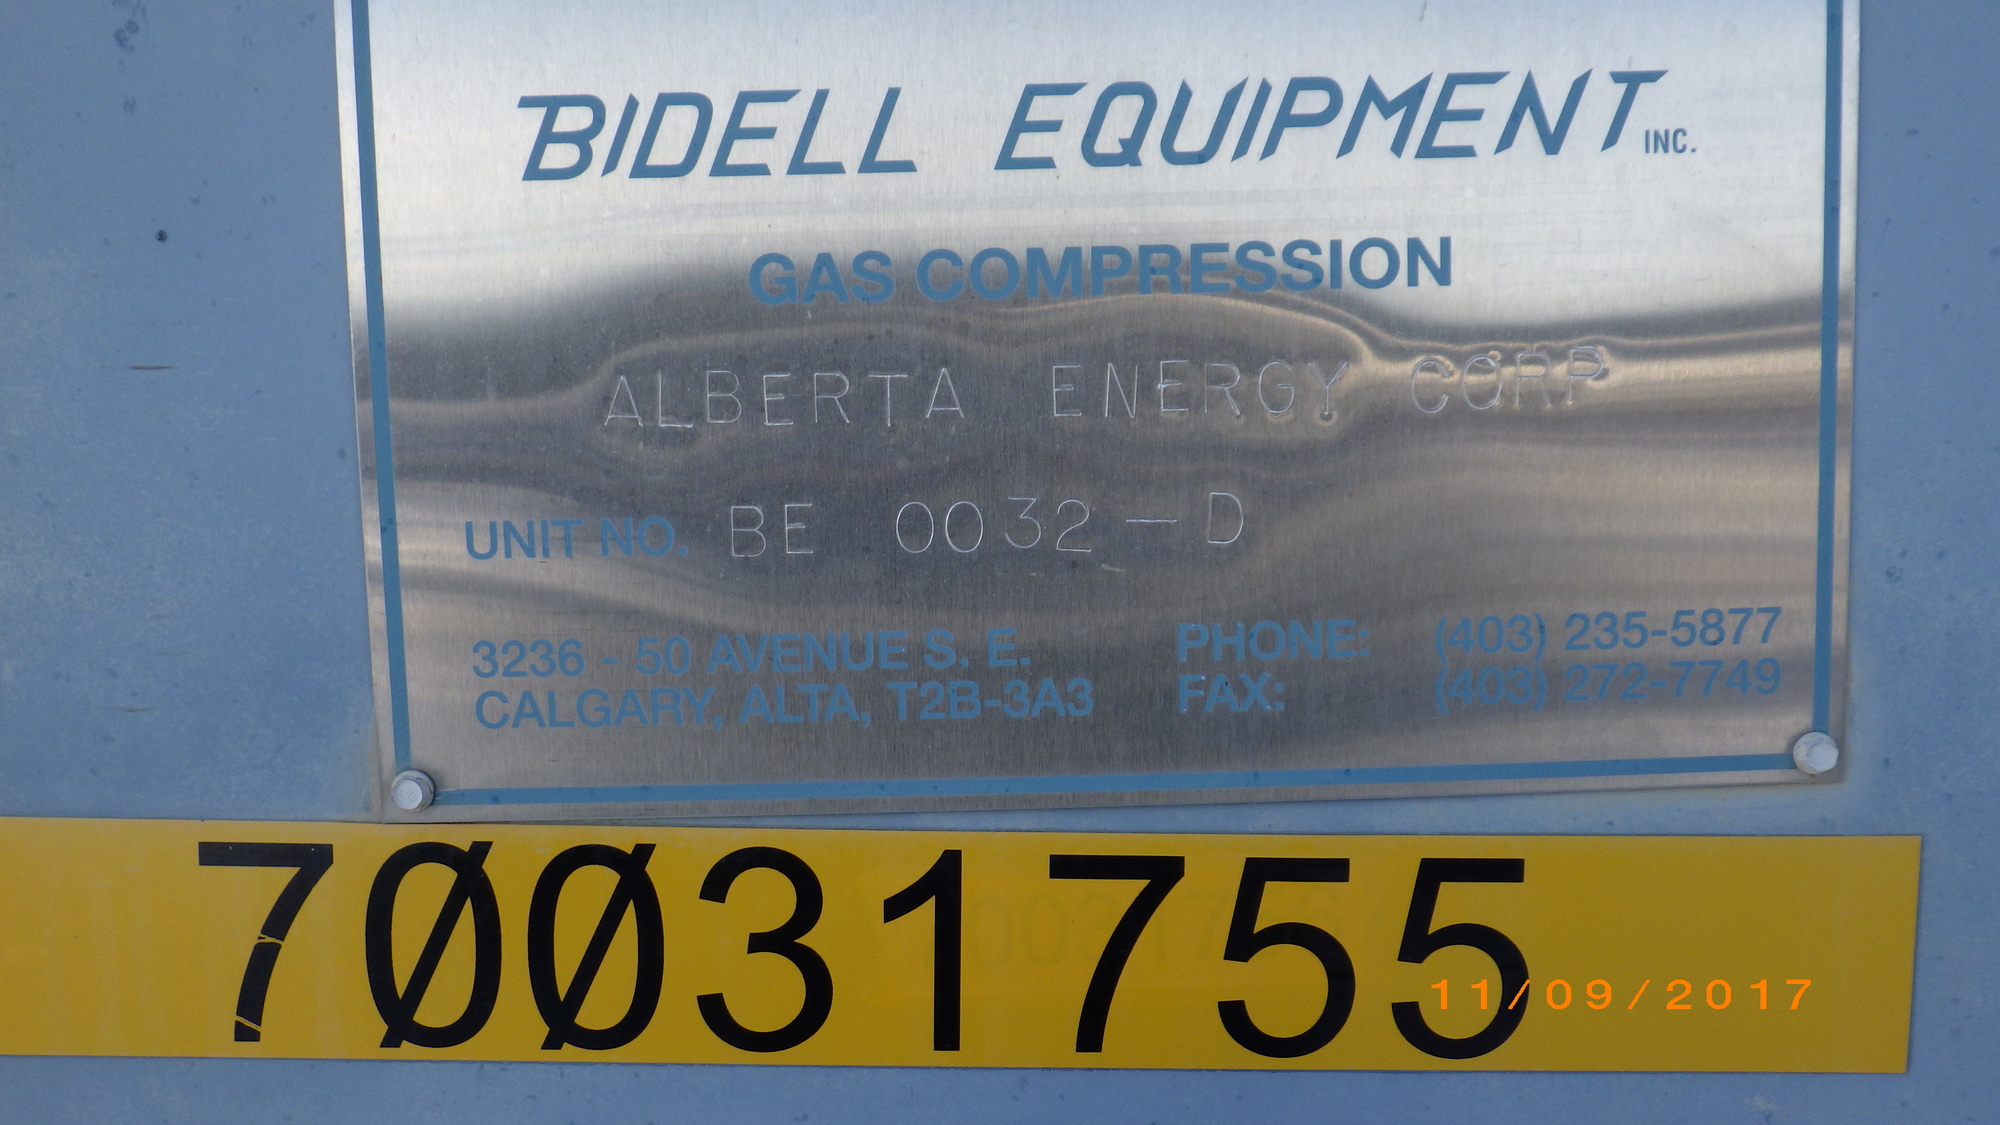 BIDELL EQUIPMENT INC.
GAS COMPRESSION
ALBERTA ENERGY CORP
UNIT NO. BE 0032-D
3236 - 50 AVENUE S. E. PHONE: (403) 235-5877
CALGARY, ALTA, T2B-3A3 FAX: (403) 272-7749
70031755
11/09/2017